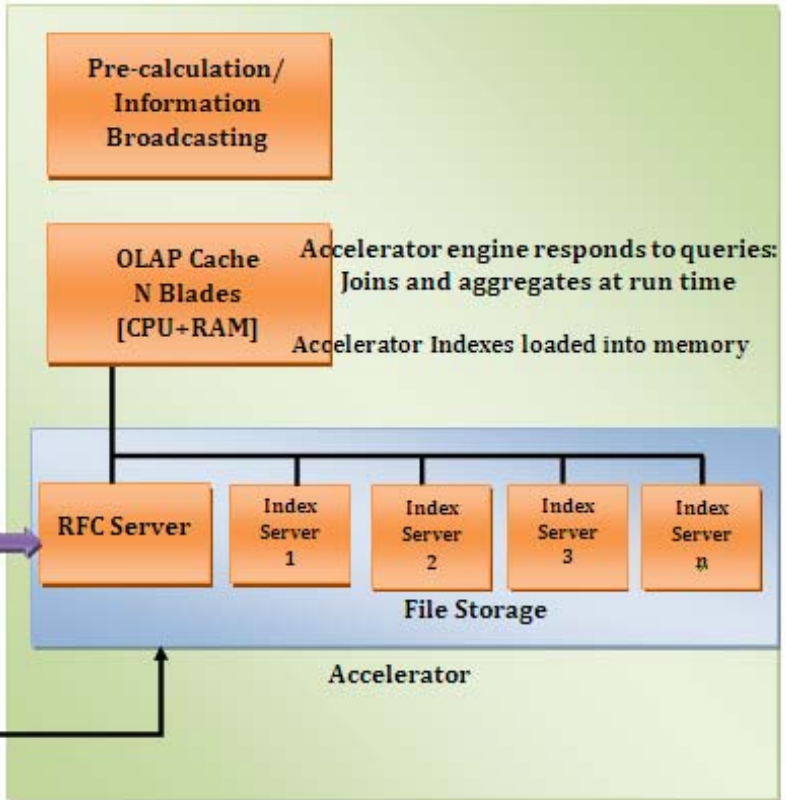 Pre-calculation/
Information
Broadcasting
OLAP Cache
N Blades
[CPU+RAM]
Accelerator engine responds to queries:
Joins and aggregates at run time
Accelerator Indexes loaded into memory
RFC Server
Index
Server
1
Index
Server
2
Index
Server
3
Index
Server
n
File Storage
Accelerator